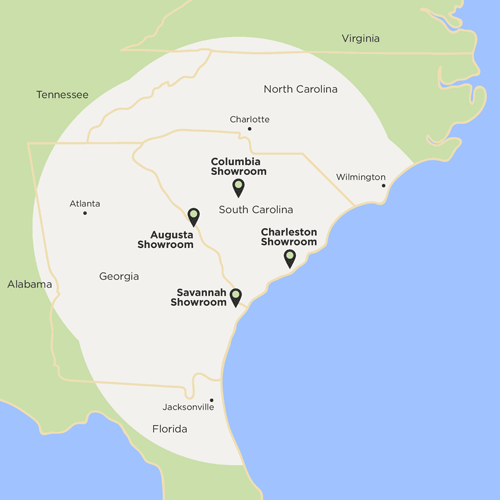 Virginia
Tennessee
North Carolina
Charlotte
Columbia
Showroom
Wilmington
Atlanta
South Carolina
Augusta
Showroom
Charleston
Showroom
Georgia
Alabama
Savannah
Showroom
Jacksonville
Florida